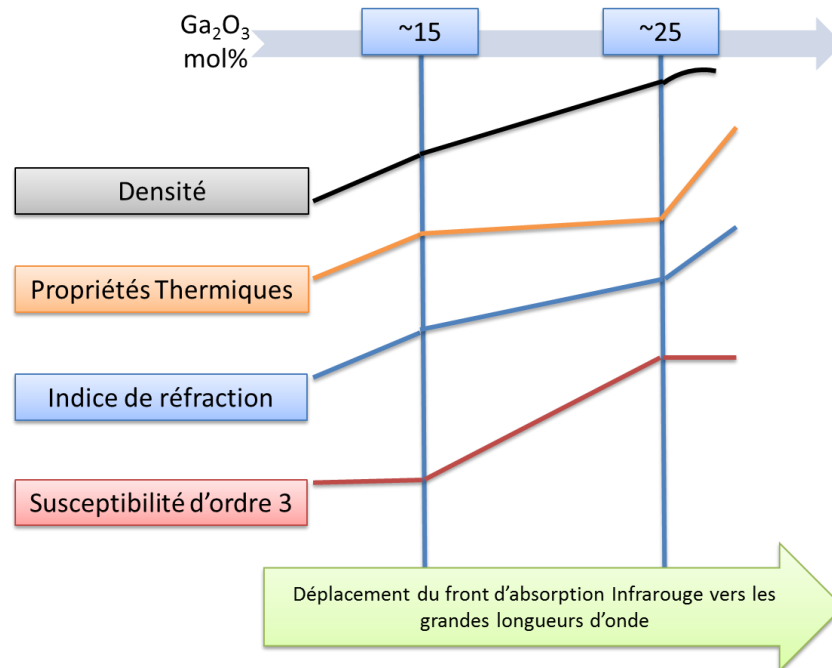 Ga₂O₃
mol%
~15
~25
Densité
Propriétés Thermiques
Indice de réfraction
Susceptibilité d'ordre 3
Déplacement du front d'absorption Infrarouge vers les
grandes longueurs d'onde